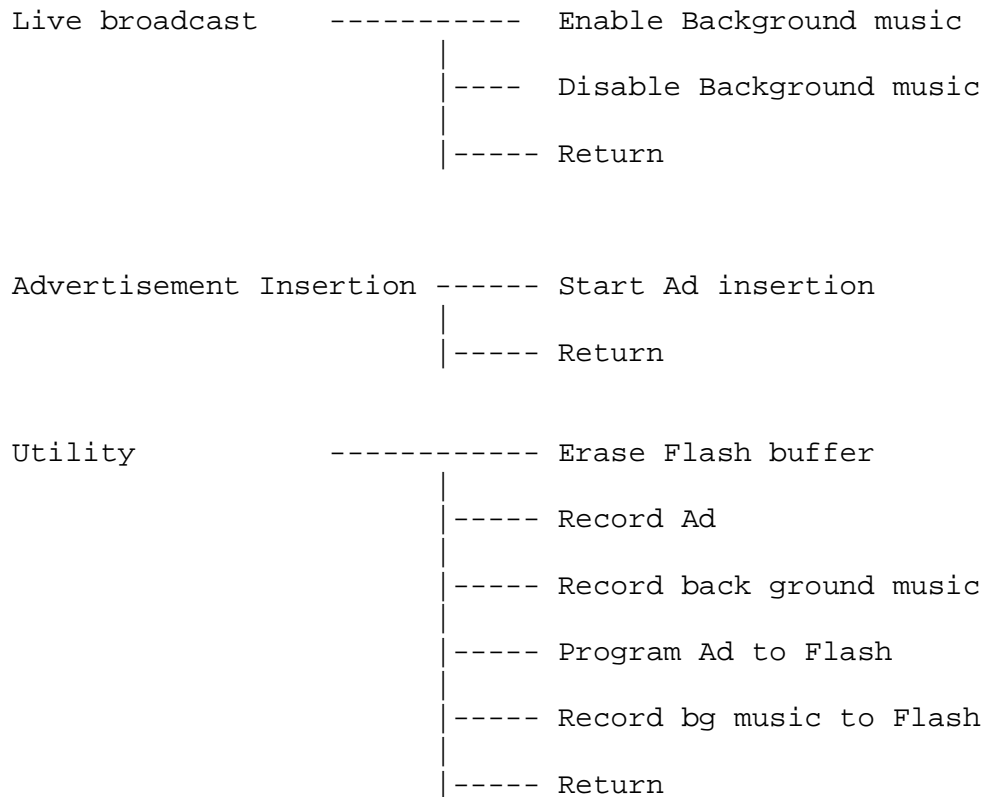 Live broadcast ----------- Enable Background music
|---- Disable Background music
|----- Return
Advertisement Insertion ------ Start Ad insertion
|----- Return
Utility ------------ Erase Flash buffer
|----- Record Ad
|----- Record back ground music
|----- Program Ad to Flash
|----- Record bg music to Flash
|----- Return